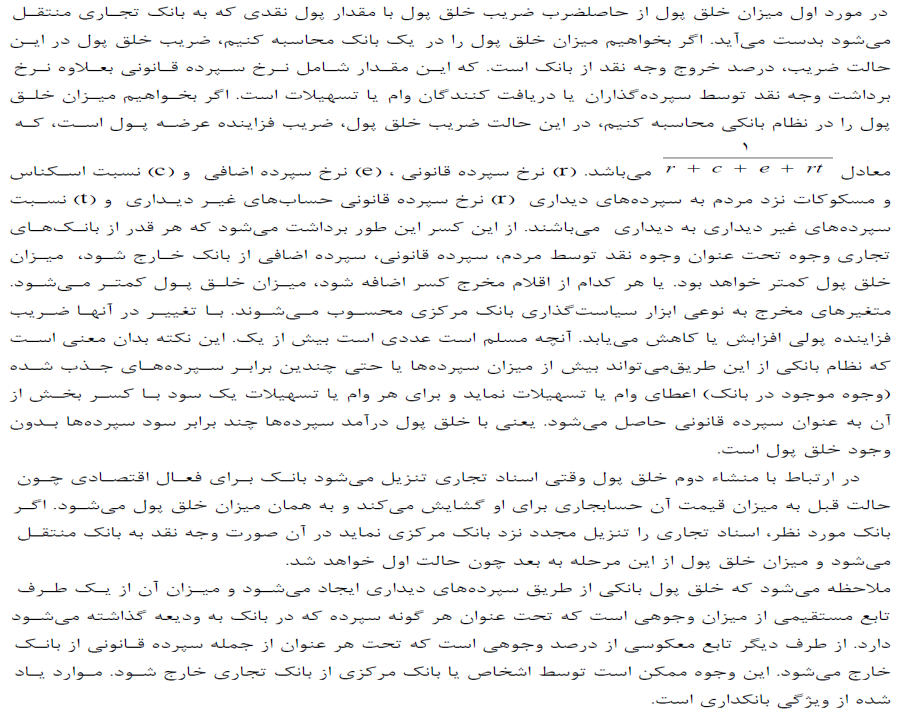 در مورد اول میزان خلق پول از حاصلضرب ضریب خلق پول با مقدار پول نقدی که به بانک تجاری منتقل
می‌شود بدست می‌آید. اگر بخواهیم میزان خلق پول را در یک بانک محاسبه کنیم، ضریب خلق پول در این
حالت ضریب، درصد خروج وجه نقد از بانک است. که این مقدار شامل نرخ سپرده قانونی بعلاوه نرخ
برداشت وجه نقد توسط سپرده‌گذاران یا دریافت کنندگان وام یا تسهیلات است. اگر بخواهیم میزان خلق
پول را در نظام بانکی محاسبه کنیم، در این حالت ضریب خلق پول، ضریب فزاینده عرضه پول است، که
معادل ۱ / r + c + e + rt می‌باشد. (r) نرخ سپرده قانونی ، (e) نرخ سپرده اضافی و (c) نسبت اسکناس
و مسکوکات نزد مردم به سپرده‌های دیداری (r) نرخ سپرده قانونی حساب‌های غیر دیداری و (t) نسبت
سپرده‌های غیر دیداری به دیداری می‌باشند. از این کسر این طور برداشت می‌شود که هر قدر از بانک‌های
تجاری وجوه تحت عنوان وجوه نقد توسط مردم، سپرده قانونی، سپرده اضافی از بانک خارج شود، میزان
خلق پول کمتر خواهد بود. یا هر کدام از اقلام مخرج کسر اضافه شود، میزان خلق پول کمتر می‌شود.
متغیرهای مخرج به نوعی ابزار سیاست‌گذاری بانک مرکزی محسوب می‌شوند. با تغییر در آنها ضریب
فزاینده پولی افزایش یا کاهش می‌یابد. آنچه مسلم است عددی است بیش از یک. این نکته بدان معنی است
که نظام بانکی از این طریق‌می‌تواند بیش از میزان سپرده‌ها یا حتی چندین برابر سپرده‌های جذب شده
(وجوه موجود در بانک) اعطای وام یا تسهیلات نماید و برای هر وام یا تسهیلات یک سود با کسر بخش از
آن به عنوان سپرده قانونی حاصل می‌شود. یعنی با خلق پول درآمد سپرده‌ها چند برابر سود سپرده‌ها بدون
وجود خلق پول است.
در ارتباط با منشاء دوم خلق پول وقتی اسناد تجاری تنزیل می‌شود بانک برای فعال اقتصادی چون
حالت قبل به میزان قیمت آن حسابجاری برای او گشایش می‌کند و به همان میزان خلق پول می‌شود. اگر
بانک مورد نظر، اسناد تجاری را تنزیل مجدد نزد بانک مرکزی نماید در آن صورت وجه نقد به بانک منتقل
می‌شود و میزان خلق پول از این مرحله به بعد چون حالت اول خواهد شد.
ملاحظه می‌شود که خلق پول بانکی از طریق سپرده‌های دیداری ایجاد می‌شود و میزان آن از یک طرف
تابع مستقیمی از میزان وجوهی است که تحت عنوان هر گونه سپرده که در بانک به ودیعه گذاشته می‌شود
دارد. از طرف دیگر تابع معکوسی از درصد وجوهی است که تحت هر عنوان از جمله سپرده قانونی از بانک
خارج می‌شود. این وجوه ممکن است توسط اشخاص یا بانک مرکزی از بانک تجاری خارج شود. موارد یاد
شده از ویژگی بانکداری است.